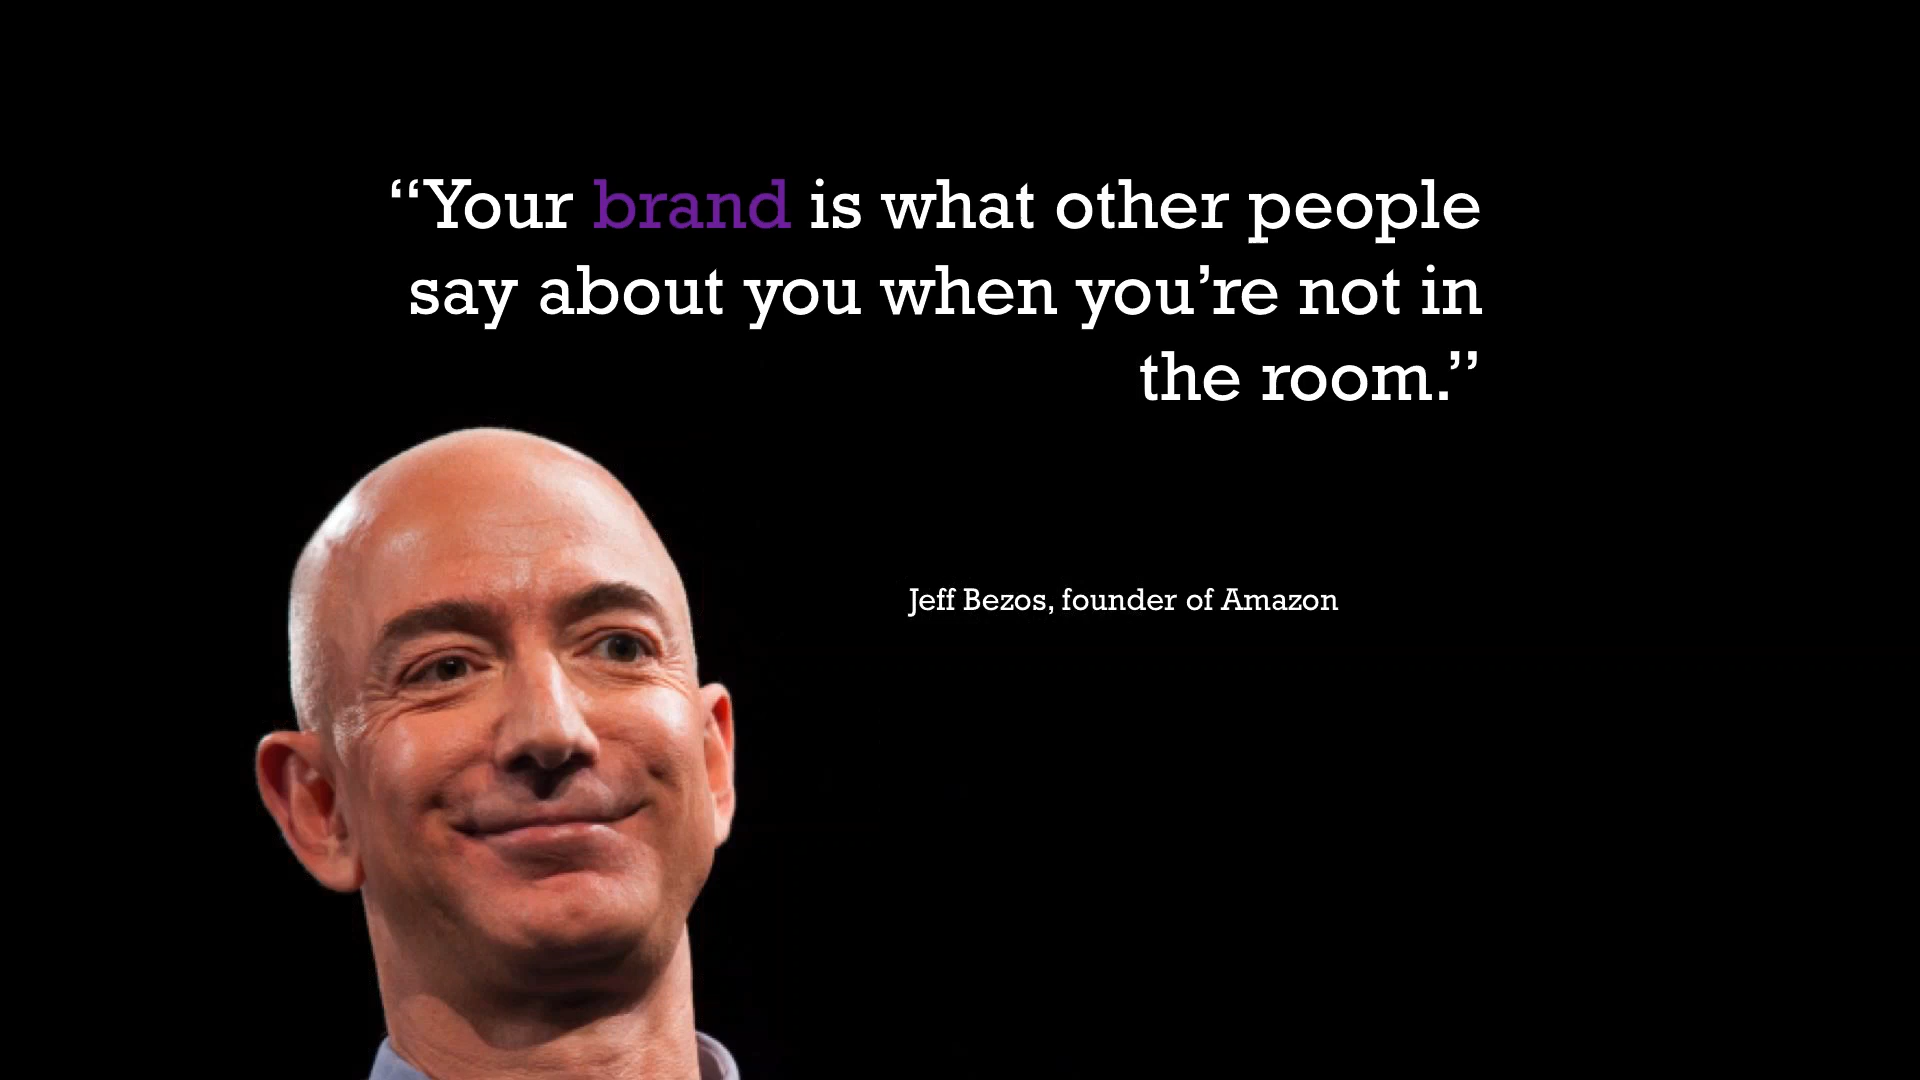 “Your brand is what other people
say about you when you’re not in
the room.”
Jeff Bezos, founder of Amazon